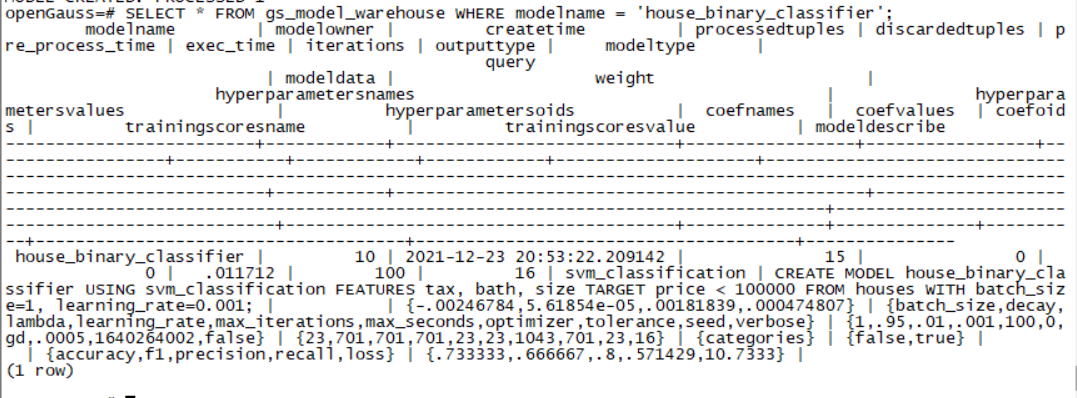 openGauss=# SELECT * FROM gs_model_warehouse WHERE modelname = 'house_binary_classifier';
modelname | modelowner | createtime | processedtuples | discardedtuples | p
re_process_time | exec_time | iterations | outputtype | modeltype |
query
| modeldata | weight |
hyperparametersnames | hyperpara
metersvalues | hyperparametersoids | coefnames | coefvalues | coefoid
s | trainingscoresname | trainingscoresvalue | modeldescribe
house_binary_classifier | 10 | 2021-12-23 20:53:22.209142 | 15 | 0 |
0 | .011712 | 100 | 16 | svm_classification | CREATE MODEL house_binary_cla
ssifier USING svm_classification FEATURES tax, bath, size TARGET price < 100000 FROM houses WITH batch_siz
e=1, learning_rate=0.001; | | {-.00246784,5.61854e-05,.00181839,.000474807} | {batch_size,decay,
lambda,learning_rate,max_iterations,max_seconds,optimizer,tolerance,seed,verbose} | {1,.95,.01,.001,100,0,
gd,.0005,1640264002,false} | {23,701,701,701,23,23,1043,701,23,16} | {categories} | {false,true} |
| {accuracy,f1,precision,recall,loss} | {.733333,.666667,.8,.571429,10.7333} |
(1 row)